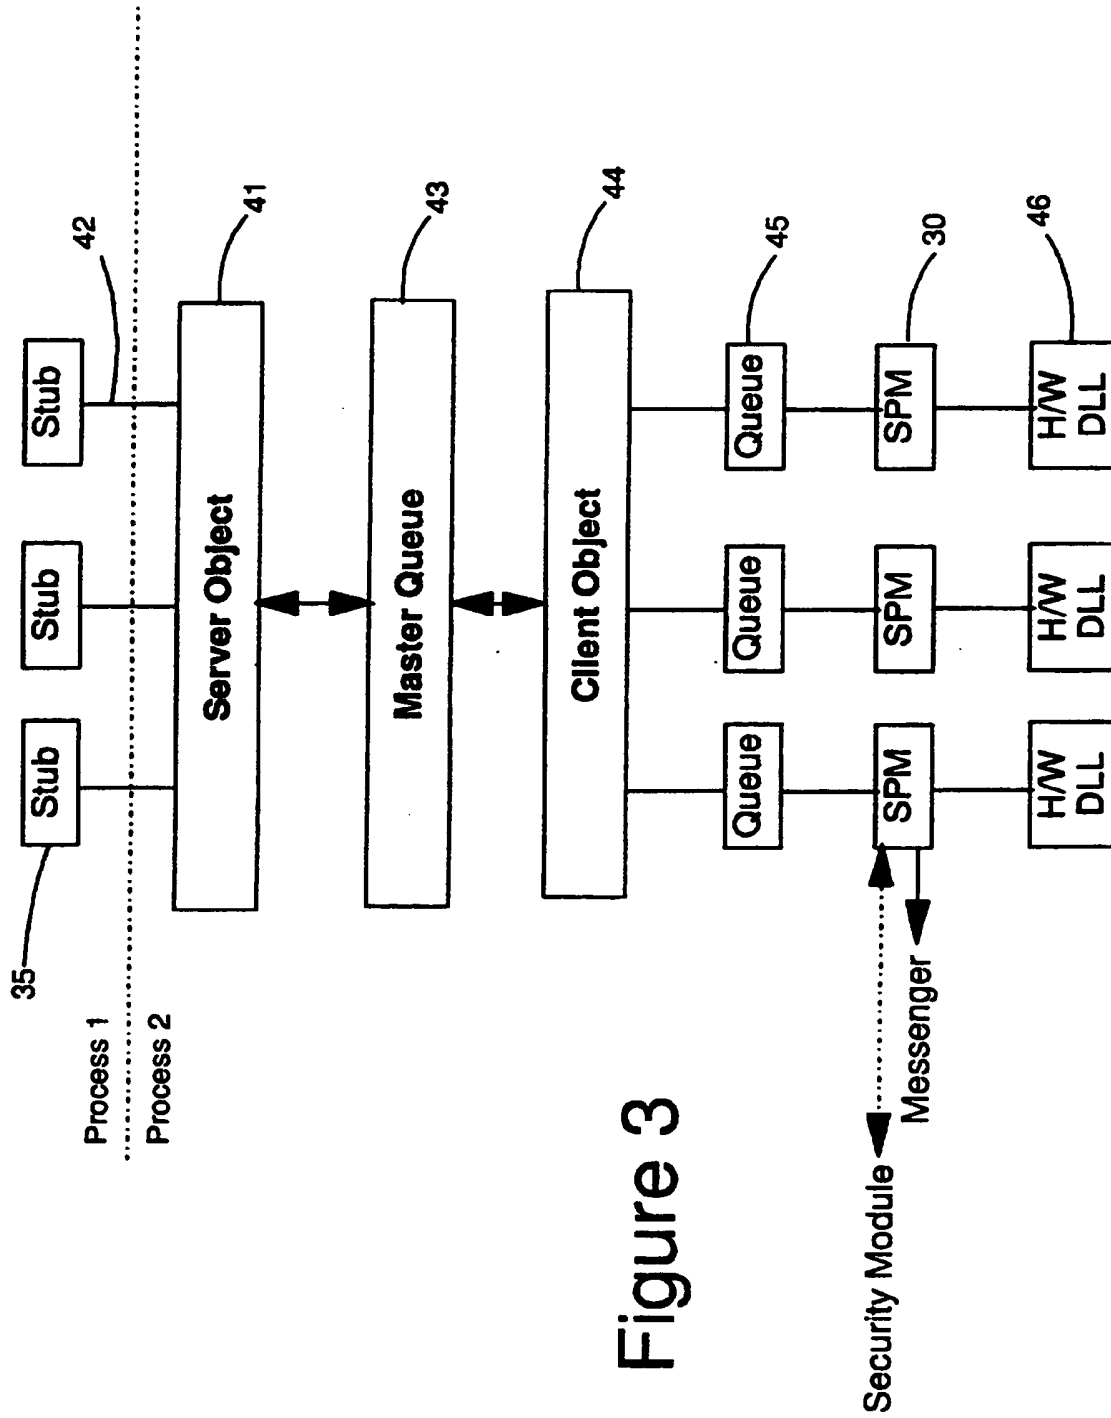 35
Stub
Stub
Stub
42
Process 1
Process 2
Server Object
41
Master Queue
43
Client Object
44
Figure 3
Queue
Queue
Queue
45
Security Module
SPM
SPM
SPM
Messenger
30
H/W
DLL
H/W
DLL
H/W
DLL
46